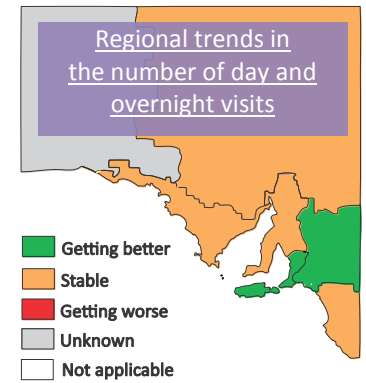 Regional trends in
the number of day and
overnight visits
Getting better
Stable
Getting worse
Unknown
Not applicable